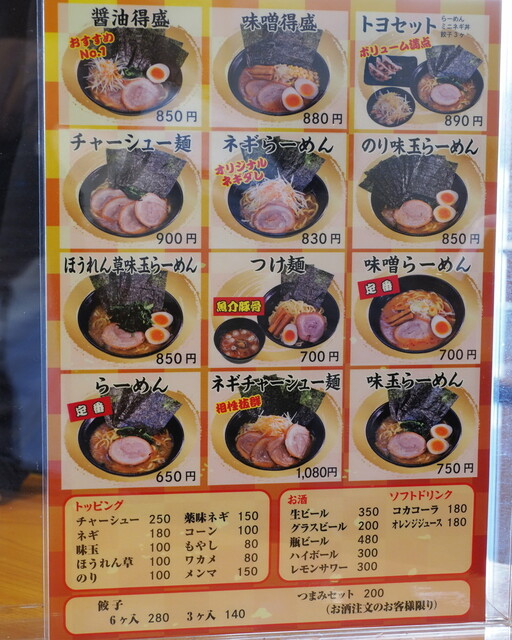 醤油得盛
おすすめ
No.1
850円
味噌得盛
880円
トヨセット
らーめん
ミニネギ丼
餃子3ヶ
ボリューム満点
890円
チャーシュー麺
900円
ネギらーめん
オリジナル
ネギダレ
830円
のり味玉らーめん
850円
ほうれん草味玉らーめん
850円
つけ麺
魚介豚骨
700円
味噌らーめん
定番
700円
らーめん
定番
650円
ネギチャーシュー麺
相性抜群
1,080円
味玉らーめん
750円
トッピング
チャーシュー 250
ネギ 180
味玉 100
ほうれん草 100
のり 100
薬味ネギ 150
コーン 100
もやし 80
ワカメ 80
メンマ 150
お酒
生ビール 350
グラスビール 200
瓶ビール 480
ハイボール 300
レモンサワー 300
ソフトドリンク
コカコーラ 180
オレンジジュース 180
餃子
6ヶ入 280 3ヶ入 140
つまみセット 200
(お酒注文のお客様限り)